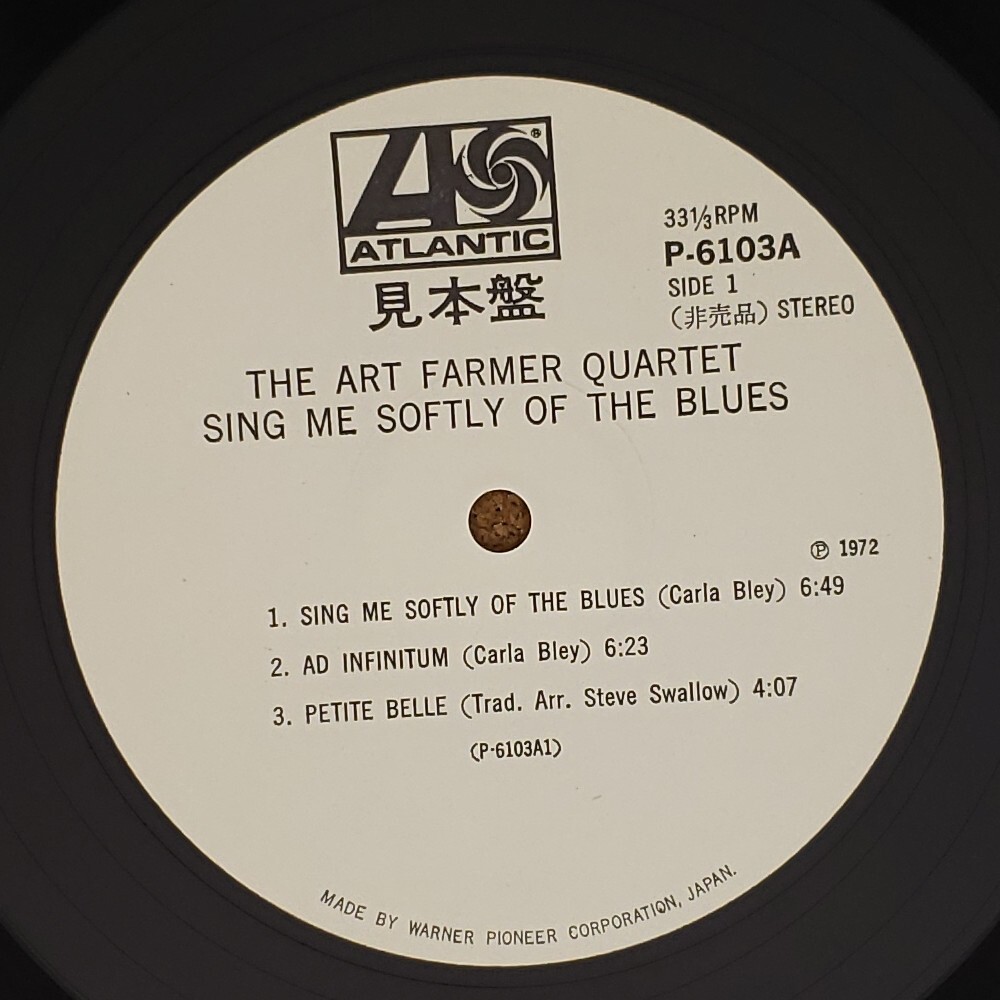 ATLANTIC®
見本盤
33⅓RPM
P-6103A
SIDE 1
(非売品) STEREO
THE ART FARMER QUARTET
SING ME SOFTLY OF THE BLUES
Ⓟ 1972
1. SING ME SOFTLY OF THE BLUES (Carla Bley) 6:49
2. AD INFINITUM (Carla Bley) 6:23
3. PETITE BELLE (Trad. Arr. Steve Swallow) 4:07
(P-6103A1)
MADE BY WARNER PIONEER CORPORATION, JAPAN.